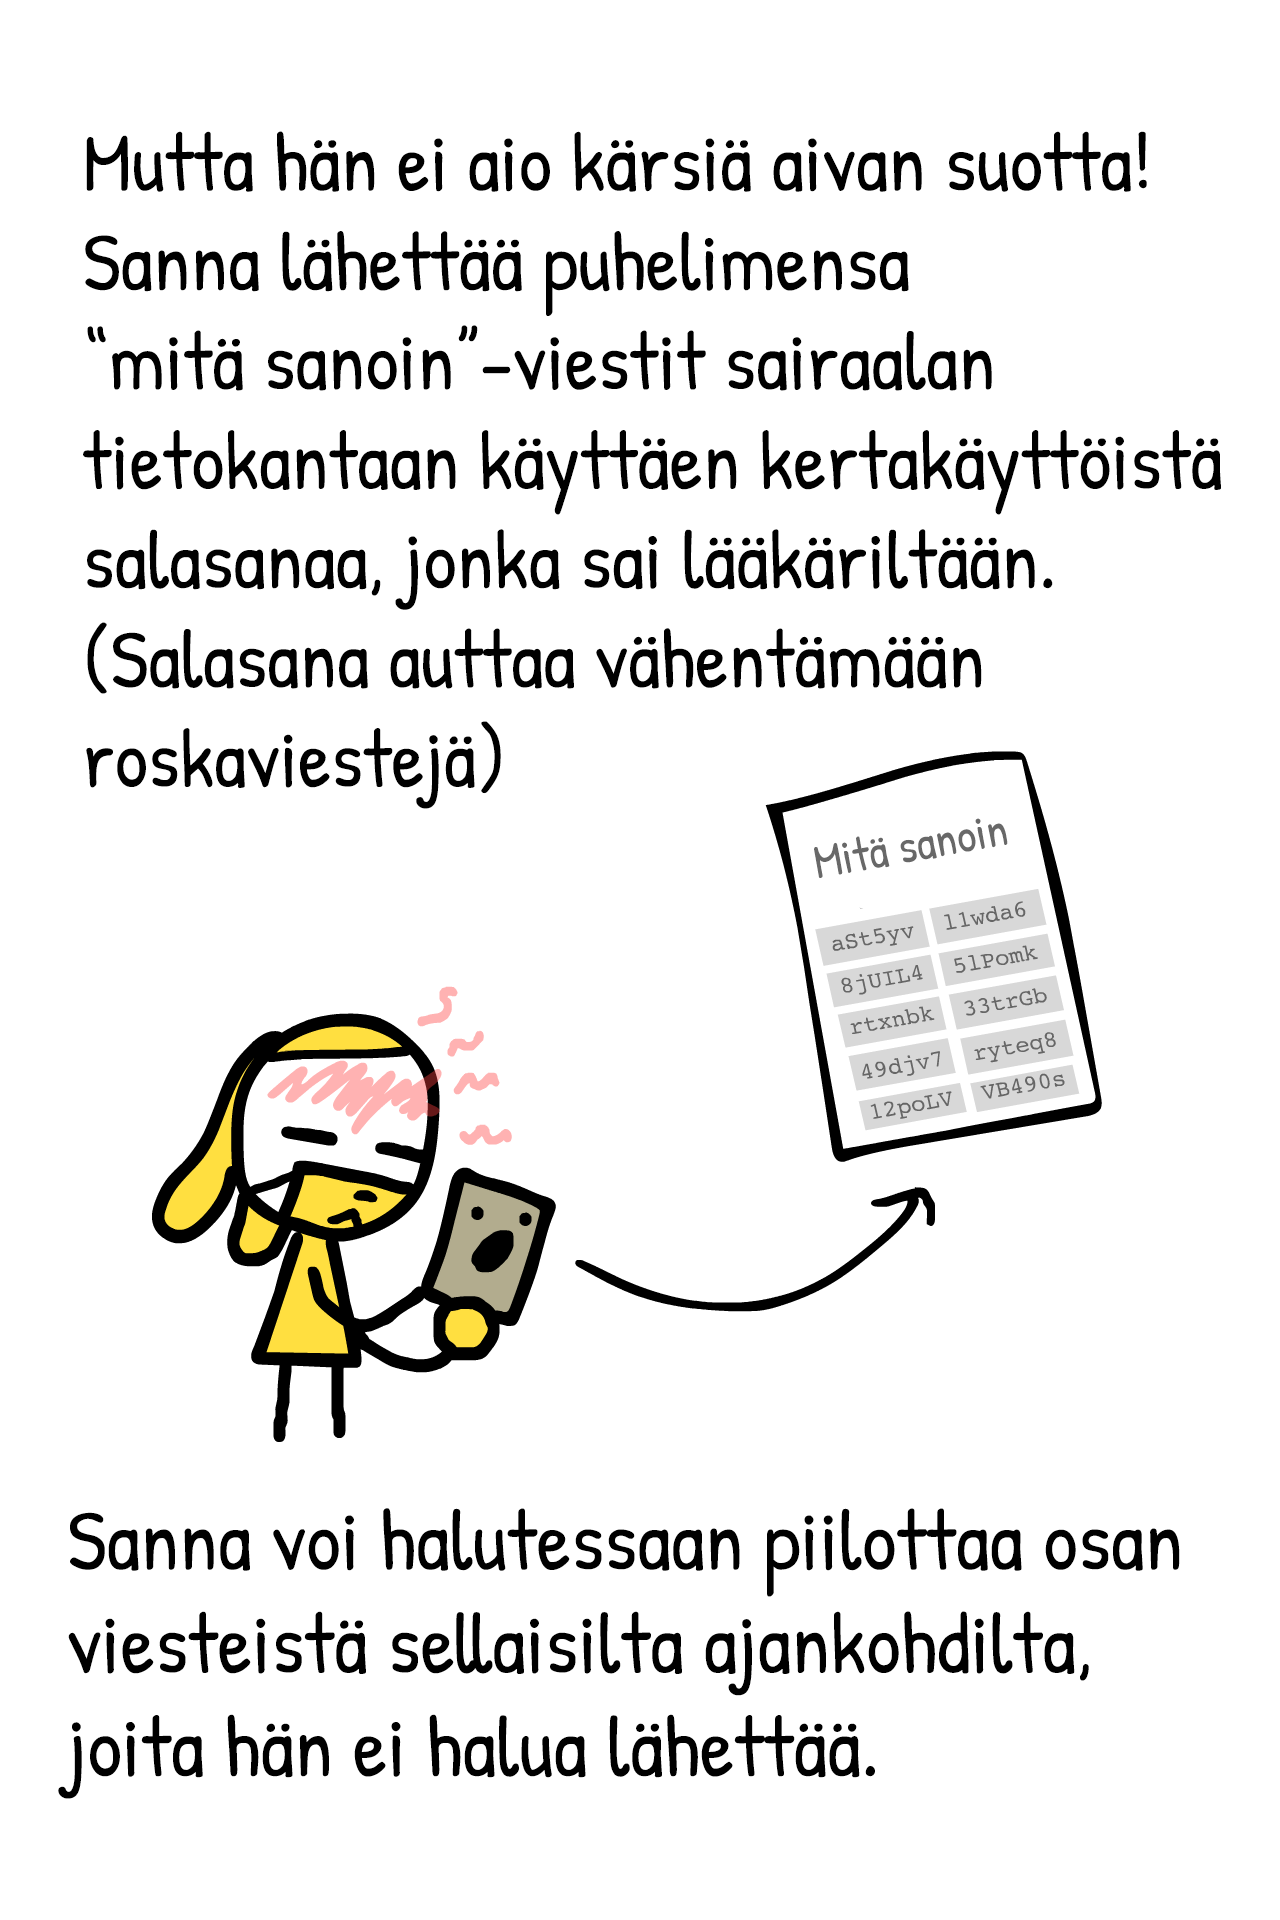 Mutta hän ei aio kärsiä aivan suotta!
Sanna lähettää puhelimensa
“mitä sanoin”-viestit sairaalan
tietokantaan käyttäen kertakäyttöistä
salasanaa, jonka sai lääkäriltään.
(Salasana auttaa vähentämään
roskaviestejä)
Mitä sanoin
aSt5yv l1wda6
8jUIL4 5lPomk
rtxnbk 33trGb
49djv7 ryteq8
12poLV VB490s
Sanna voi halutessaan piilottaa osan
viesteistä sellaisilta ajankohdilta,
joita hän ei halua lähettää.